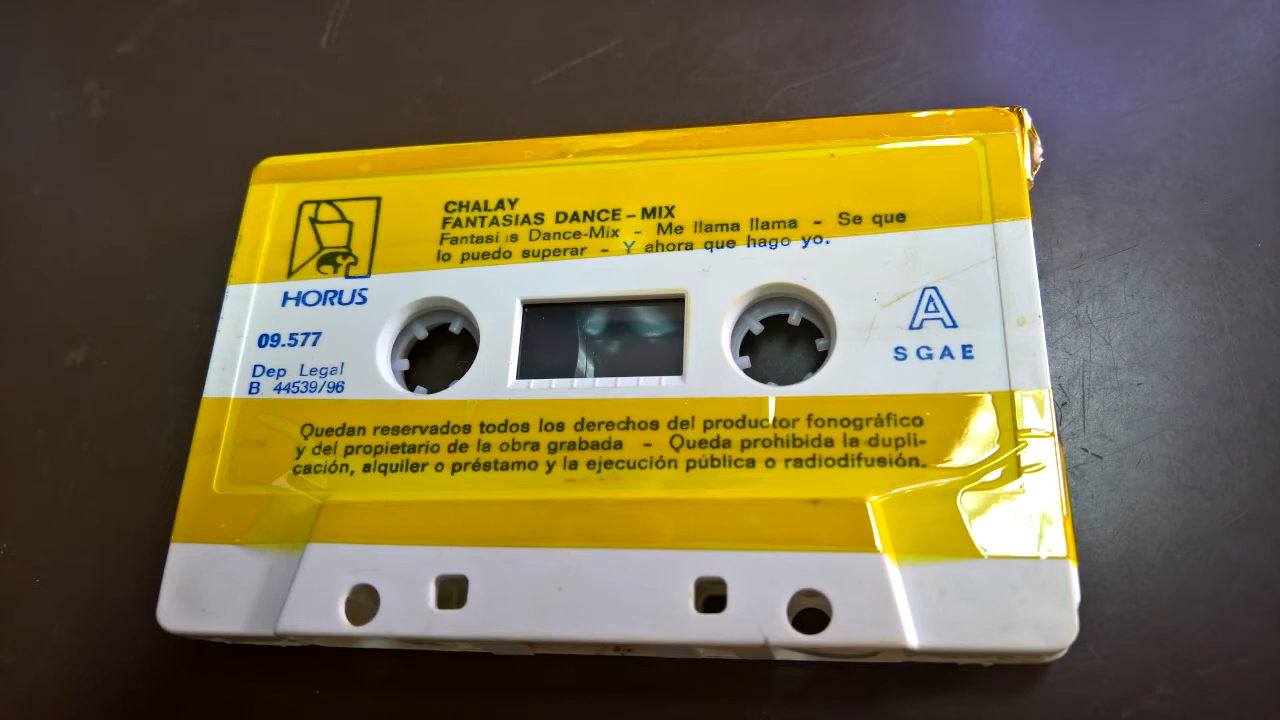 CHALAY
FANTASIAS DANCE-MIX
Fantasias Dance-Mix - Me llama llama - Se que
lo puedo superar - Y ahora que hago yo.
HORUS
09.577
Dep Legal
B. 44539/96
A
SGAE
Quedan reservados todos los derechos del productor fonográfico
y del propietario de la obra grabada - Queda prohibida la dupli-
cación, alquiler o préstamo y la ejecución pública o radiodifusión.